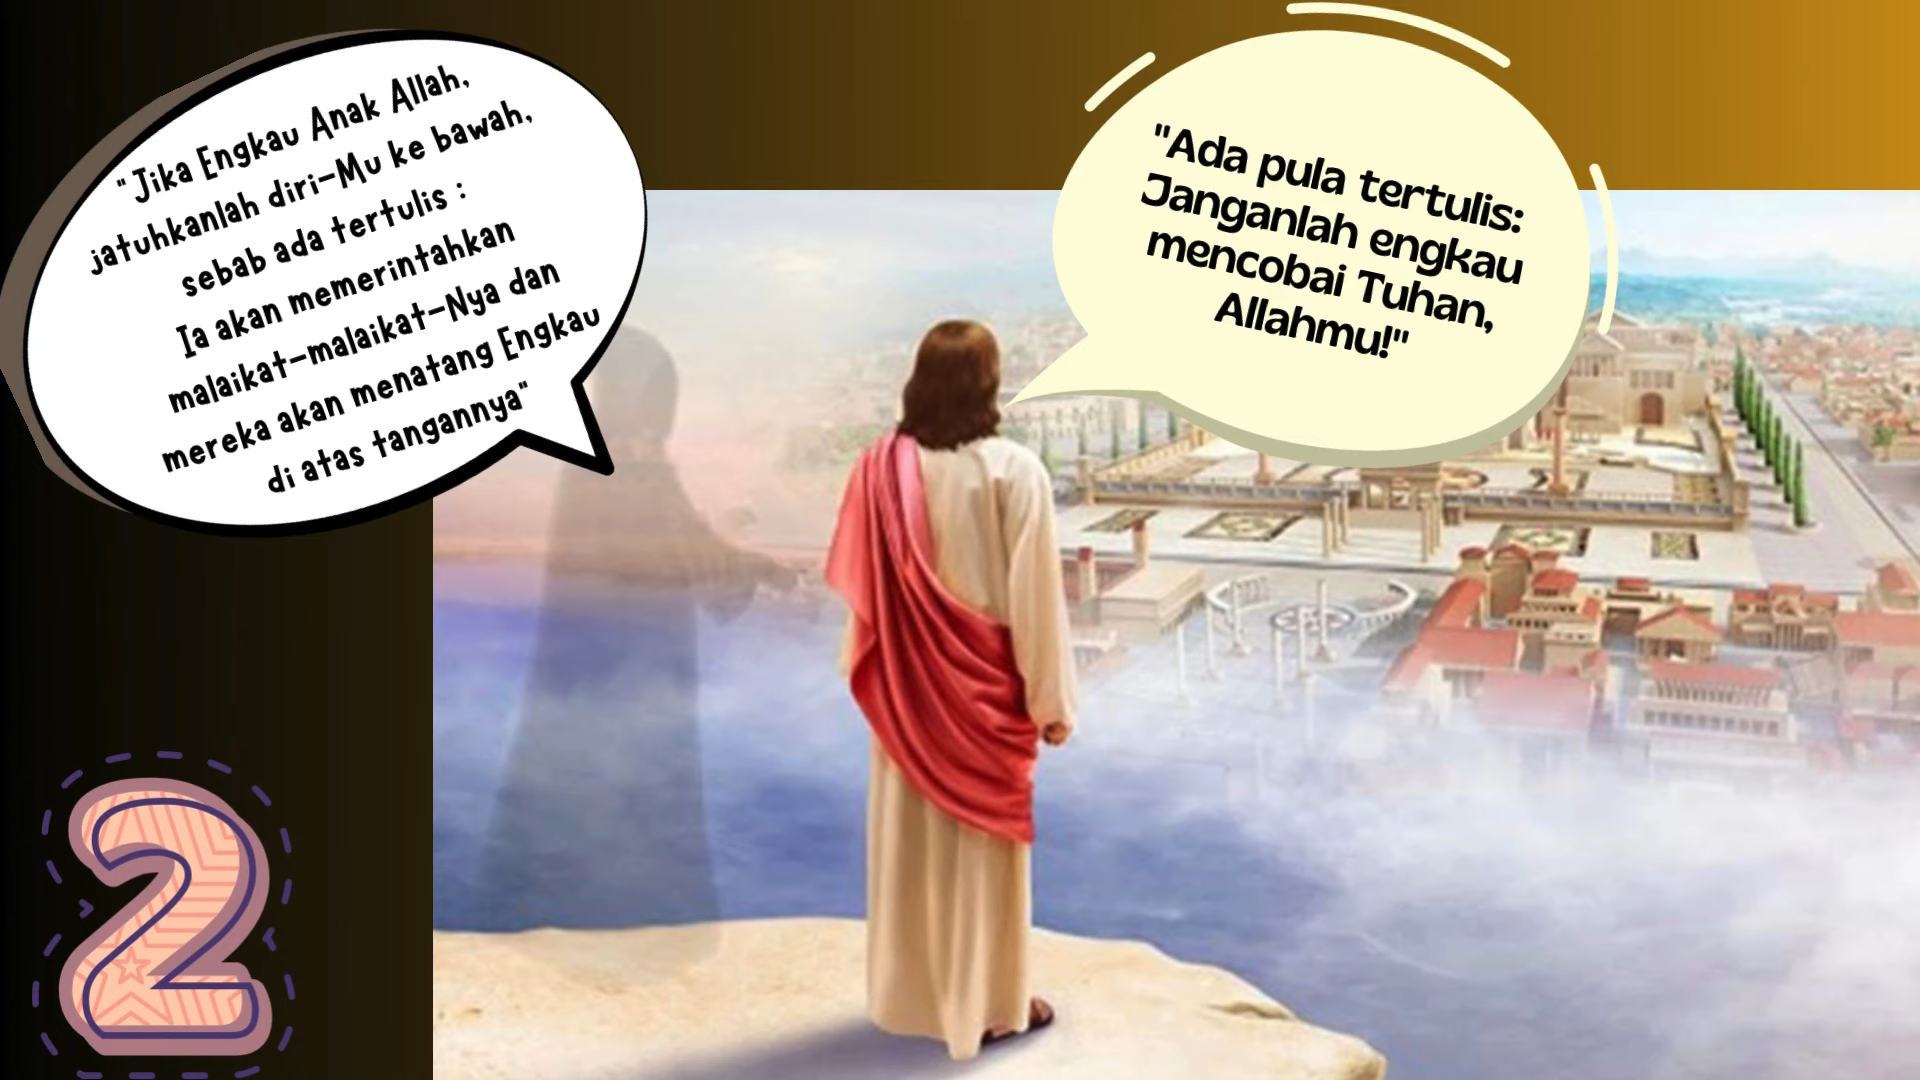 "Jika Engkau Anak Allah,
jatuhkanlah diri-Mu ke bawah,
sebab ada tertulis :
Ia akan memerintahkan
malaikat-malaikat-Nya dan
mereka akan menatang Engkau
di atas tangannya"
"Ada pula tertulis:
Janganlah engkau
mencobai Tuhan,
Allahmu!"
2